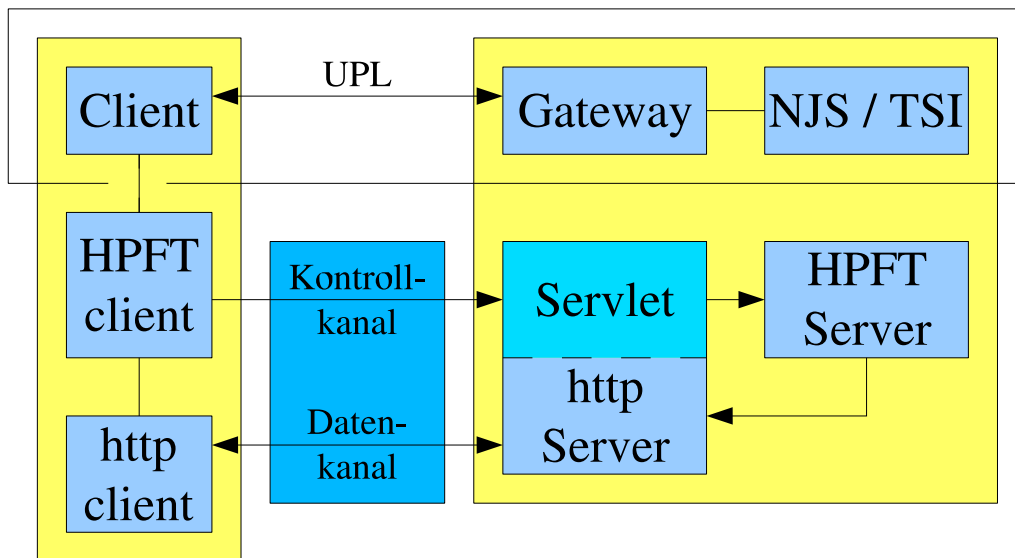 UPL
Client
Gateway
NJS / TSI
HPFT
client
Kontroll-
kanal
Servlet
HPFT
Server
http
client
Daten-
kanal
http
Server